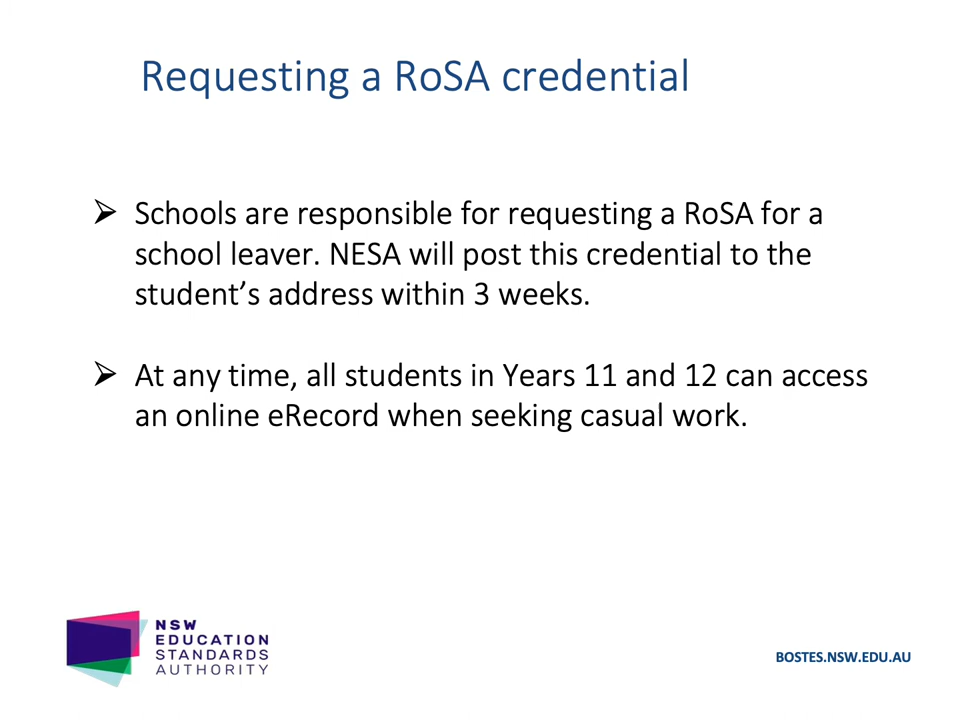 Requesting a RoSA credential
Schools are responsible for requesting a RoSA for a
school leaver. NESA will post this credential to the
student’s address within 3 weeks.
At any time, all students in Years 11 and 12 can access
an online eRecord when seeking casual work.
NSW
EDUCATION
STANDARDS
AUTHORITY
BOSTES.NSW.EDU.AU